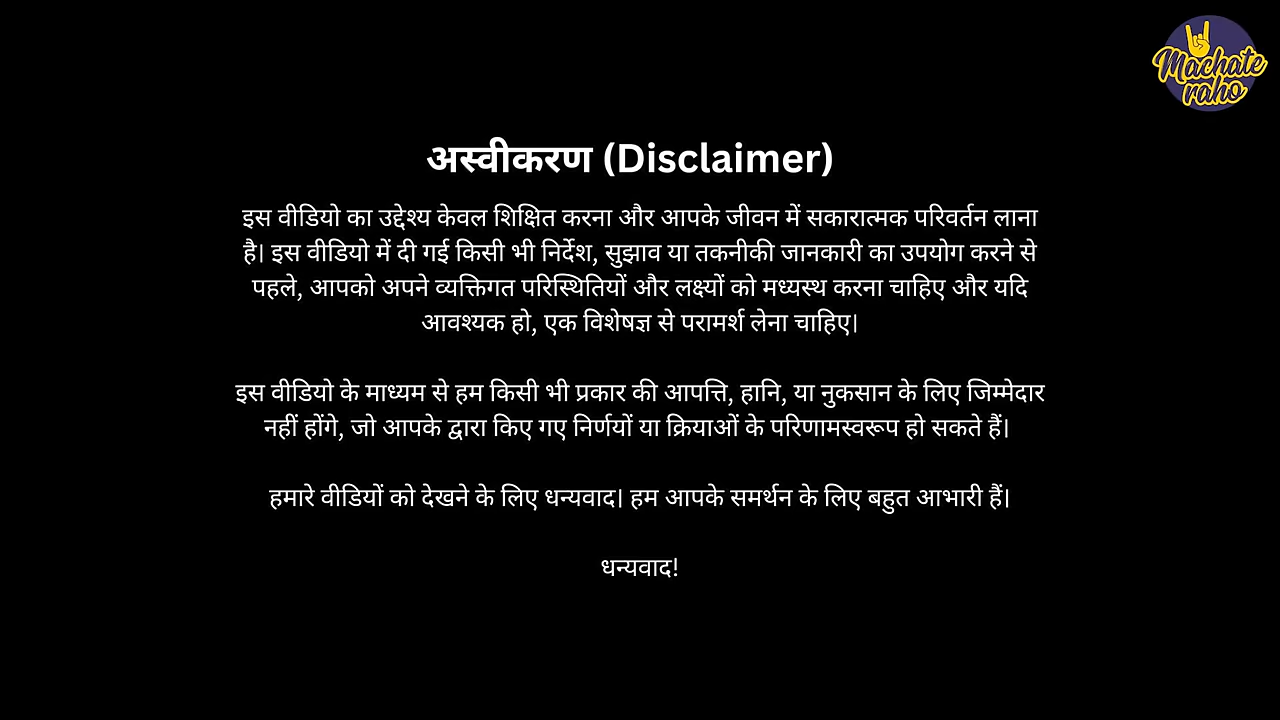 Machate
raho
अस्वीकरण (Disclaimer)
इस वीडियो का उद्देश्य केवल शिक्षित करना और आपके जीवन में सकारात्मक परिवर्तन लाना
है। इस वीडियो में दी गई किसी भी निर्देश, सुझाव या तकनीकी जानकारी का उपयोग करने से
पहले, आपको अपने व्यक्तिगत परिस्थितियों और लक्ष्यों को मध्यस्थ करना चाहिए और यदि
आवश्यक हो, एक विशेषज्ञ से परामर्श लेना चाहिए।
इस वीडियो के माध्यम से हम किसी भी प्रकार की आपत्ति, हानि, या नुकसान के लिए जिम्मेदार
नहीं होंगे, जो आपके द्वारा किए गए निर्णयों या क्रियाओं के परिणामस्वरूप हो सकते हैं।
हमारे वीडियों को देखने के लिए धन्यवाद। हम आपके समर्थन के लिए बहुत आभारी हैं।
धन्यवाद!